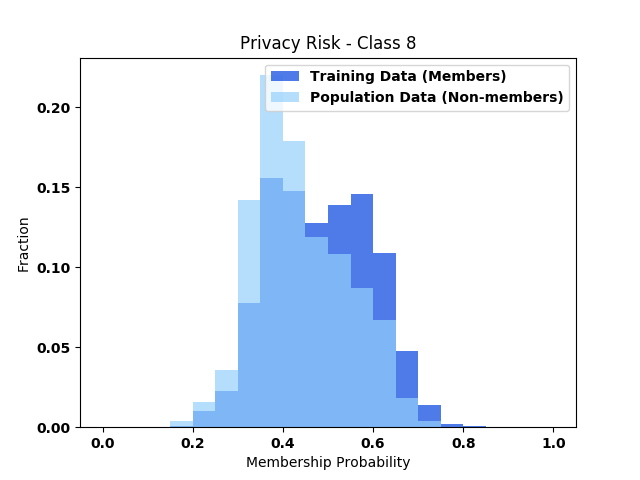 Privacy Risk - Class 8
Training Data (Members)
Population Data (Non-members)
Fraction
0.20
0.15
0.10
0.05
0.00
0.0 0.2 0.4 0.6 0.8 1.0
Membership Probability